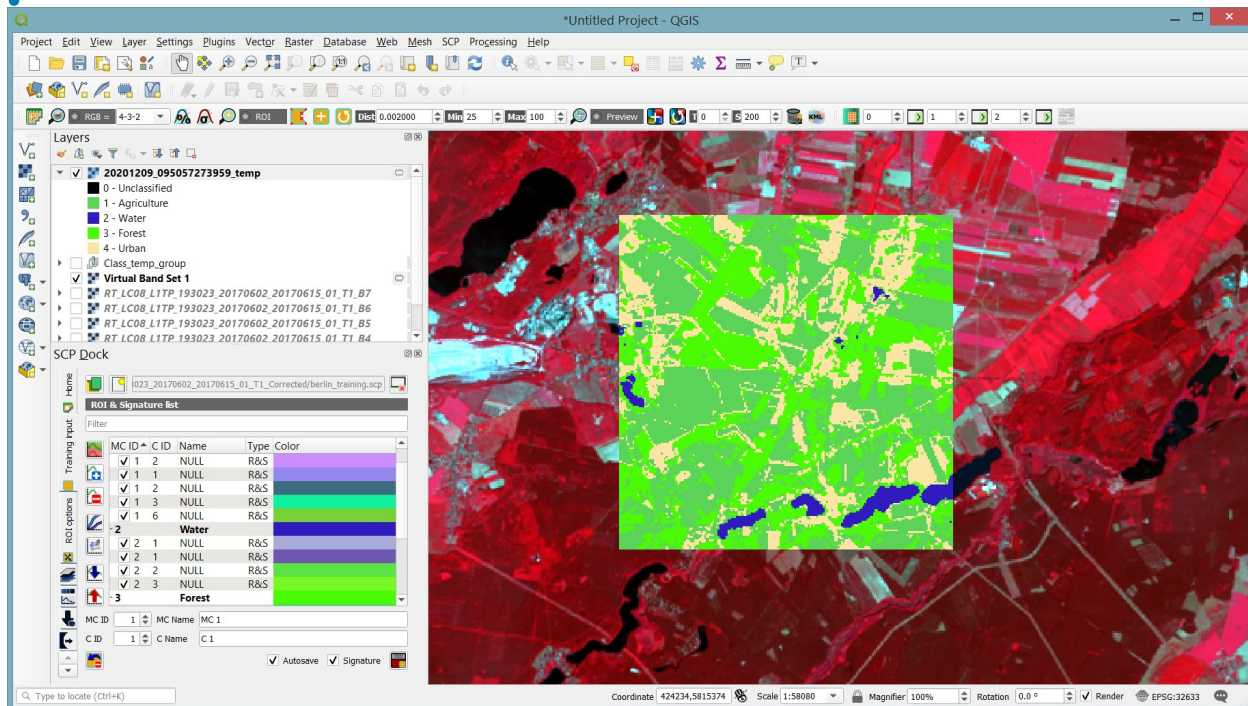 *Untitled Project - QGIS
Project Edit View Layer Settings Plugins Vector Raster Database Web Mesh SCP Processing Help
RGB = 4-3-2 ROI Dist 0.002000 Min 25 Max 100 Preview T 0 S 200 KML 0 1 2
Layers
20201209_095057273959_temp
0 - Unclassified
1 - Agriculture
2 - Water
3 - Forest
4 - Urban
Class_temp_group
Virtual Band Set 1
RT_LC08_L1TP_193023_20170602_20170615_01_T1_B7
RT_LC08_L1TP_193023_20170602_20170615_01_T1_B6
RT_LC08_L1TP_193023_20170602_20170615_01_T1_B5
RT_LC08_L1TP_193023_20170602_20170615_01_T1_B4
SCP Dock
Home
Training input
ROI options
023_20170602_20170615_01_T1_Corrected/berlin_training.scp
ROI & Signature list
Filter
MC ID C ID Name Type Color
1 2 NULL R&S
1 1 NULL R&S
1 2 NULL R&S
1 3 NULL R&S
1 6 NULL R&S
2 Water
2 1 NULL R&S
2 1 NULL R&S
2 2 NULL R&S
2 3 NULL R&S
3 Forest
MC ID 1 MC Name MC 1
C ID 1 C Name C 1
Autosave Signature
Type to locate (Ctrl+K) Coordinate 424234,5815374 Scale 1:58080 Magnifier 100% Rotation 0.0 ° Render EPSG:32633